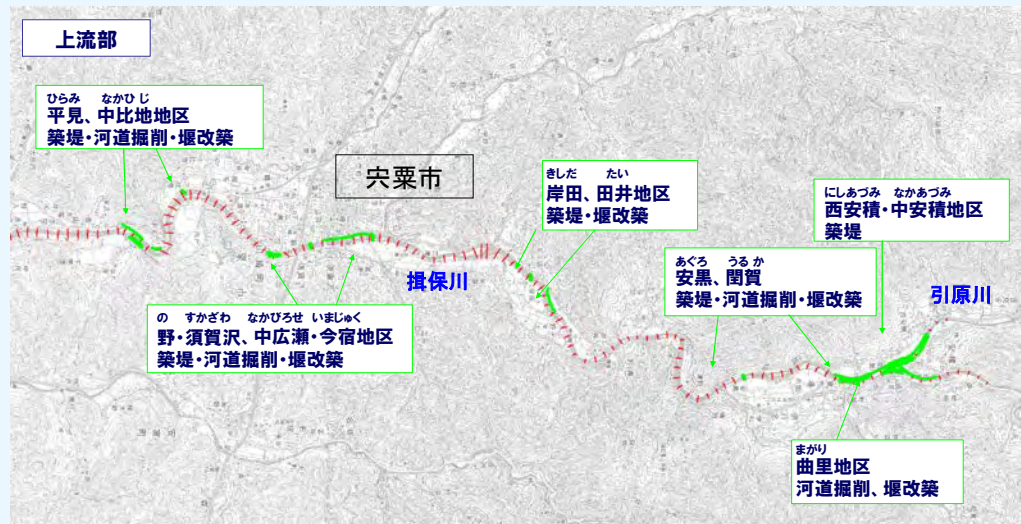 上流部
ひらみ なかひじ
平見、中比地地区
築堤・河道掘削・堰改築
宍粟市
きしだ たい
岸田、田井地区
築堤・堰改築
にしあづみ なかあづみ
西安積・中安積地区
築堤
あぐろ うるか
安黒、閏賀
築堤・河道掘削・堰改築
揖保川
引原川
の すかざわ なかびろせ いまじゅく
野・須賀沢、中広瀬・今宿地区
築堤・河道掘削・堰改築
まがり
曲里地区
河道掘削、堰改築